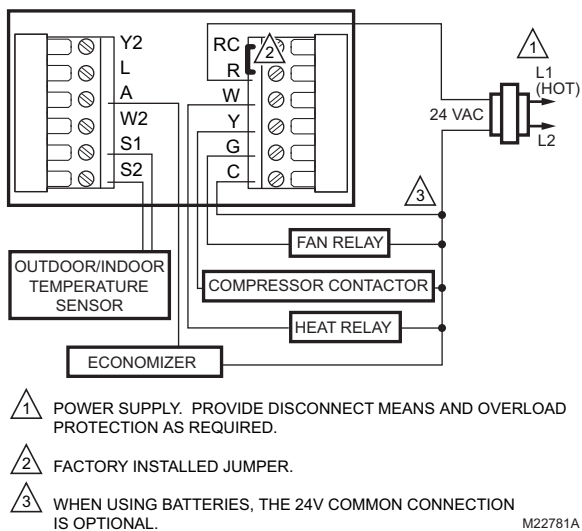 Y2
L
A
W2
S1
S2
RC
R
W
Y
G
C
2
1
L1
(HOT)
24 VAC
L2
3
FAN RELAY
OUTDOOR/INDOOR
TEMPERATURE
SENSOR
COMPRESSOR CONTACTOR
HEAT RELAY
ECONOMIZER
1 POWER SUPPLY. PROVIDE DISCONNECT MEANS AND OVERLOAD
PROTECTION AS REQUIRED.
2 FACTORY INSTALLED JUMPER.
3 WHEN USING BATTERIES, THE 24V COMMON CONNECTION
IS OPTIONAL.
M22781A